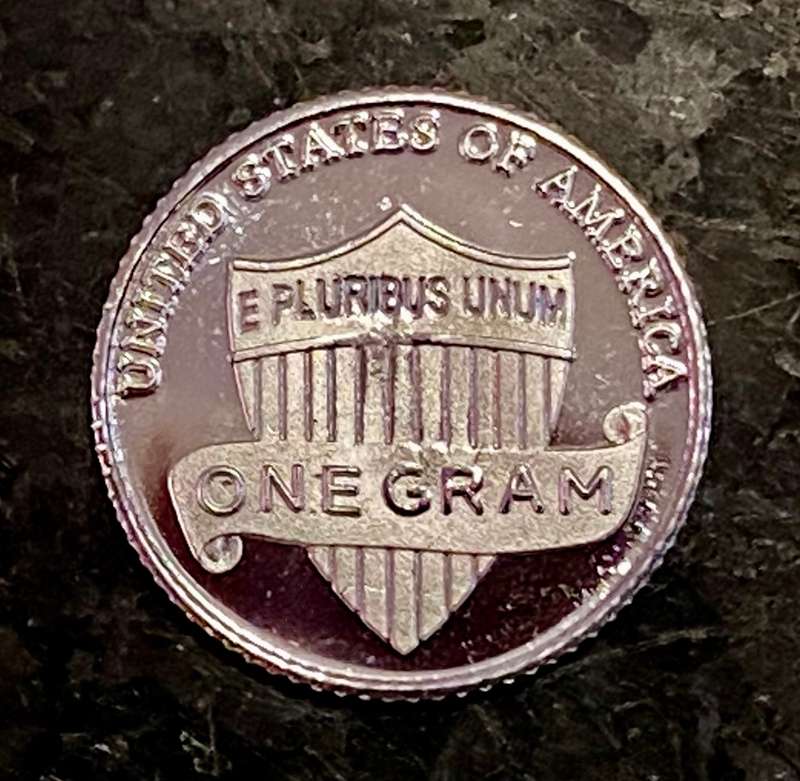 UNITED STATES OF AMERICA
E PLURIBUS UNUM
ONE GRAM